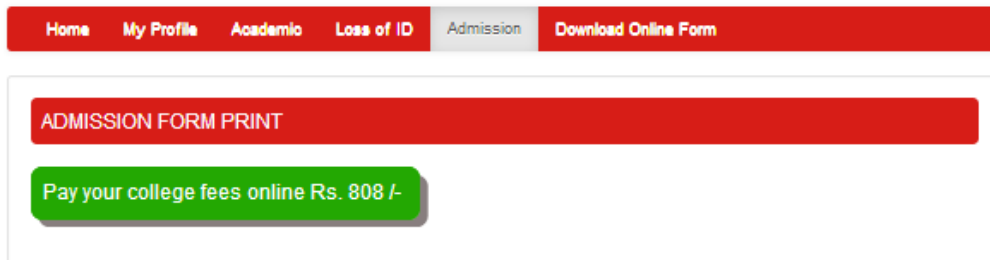 Home My Profile Academic Loss of ID Admission Download Online Form
ADMISSION FORM PRINT
Pay your college fees online Rs. 808 /-